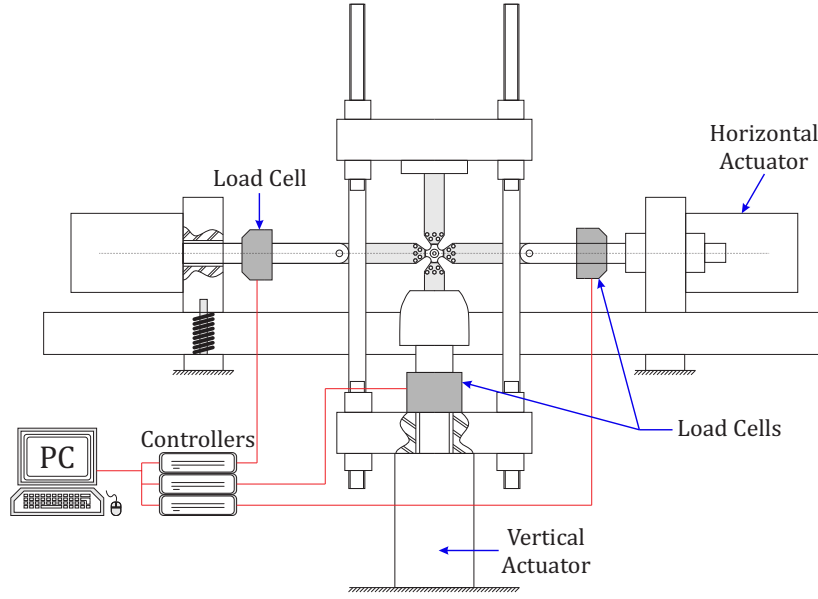 Horizontal
Actuator
Load Cell
Load Cells
Controllers
PC
Vertical
Actuator